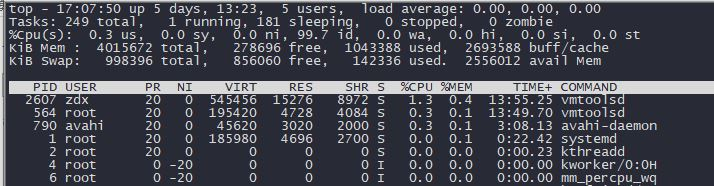 top - 17:07:50 up 5 days, 13:23, 5 users, load average: 0.00, 0.00, 0.00
Tasks: 249 total, 1 running, 181 sleeping, 0 stopped, 0 zombie
%Cpu(s): 0.3 us, 0.0 sy, 0.0 ni, 99.7 id, 0.0 wa, 0.0 hi, 0.0 si, 0.0 st
KiB Mem : 4015672 total, 278696 free, 1043388 used, 2693588 buff/cache
KiB Swap: 998396 total, 856060 free, 142336 used. 2556012 avail Mem
PID USER PR NI VIRT RES SHR S %CPU %MEM TIME+ COMMAND
2607 zdx 20 0 545456 15276 8972 S 1.3 0.4 13:55.25 vmtoolsd
564 root 20 0 195420 4728 4084 S 0.3 0.1 13:49.70 vmtoolsd
790 avahi 20 0 45620 3020 2000 S 0.3 0.1 3:08.13 avahi-daemon
1 root 20 0 185980 4696 2700 S 0.0 0.1 0:22.42 systemd
2 root 20 0 0 0 0 S 0.0 0.0 0:00.23 kthreadd
4 root 0 -20 0 0 0 I 0.0 0.0 0:00.00 kworker/0:0H
6 root 0 -20 0 0 0 I 0.0 0.0 0:00.00 mm_percpu_wq